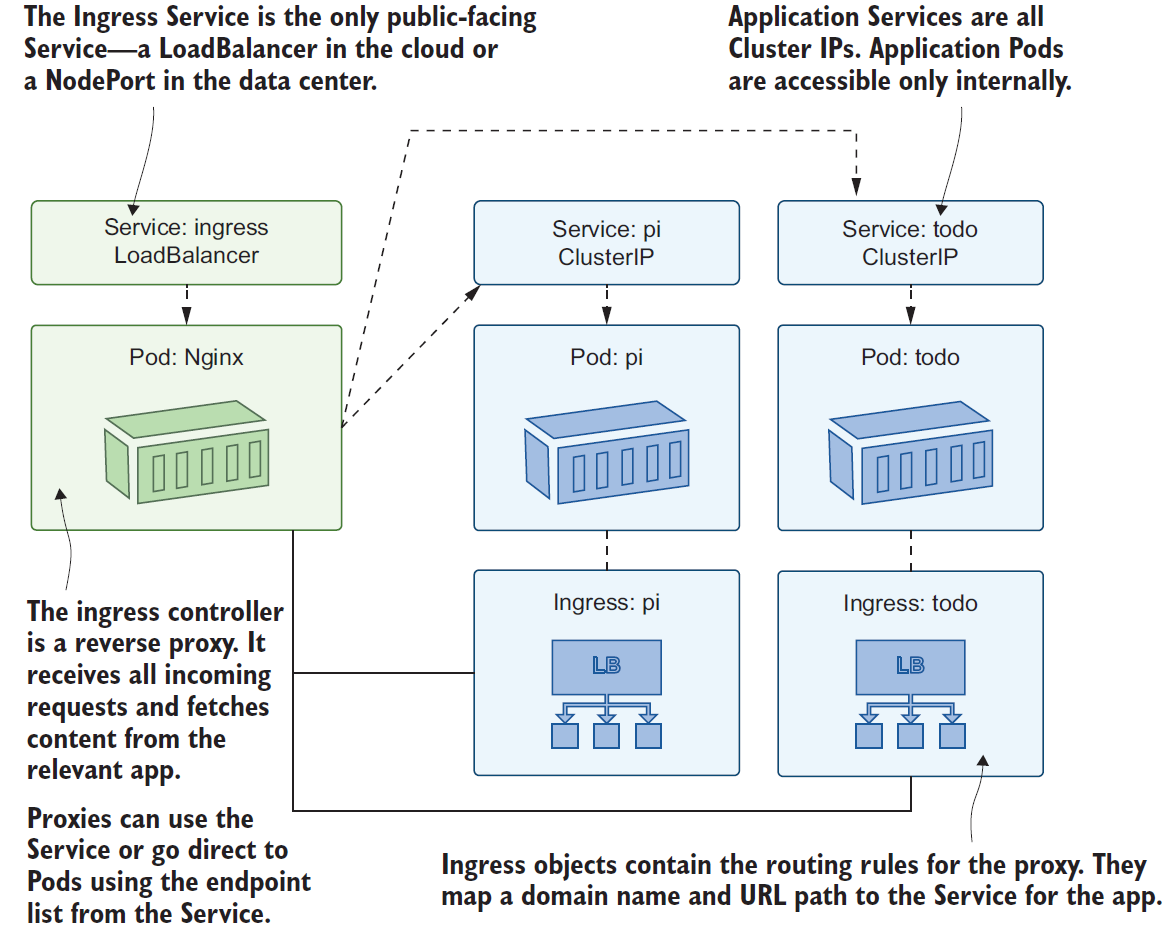 The Ingress Service is the only public-facing
Service—a LoadBalancer in the cloud or
a NodePort in the data center.
Application Services are all
Cluster IPs. Application Pods
are accessible only internally.
Service: ingress
LoadBalancer
Service: pi
ClusterIP
Service: todo
ClusterIP
Pod: Nginx
Pod: pi
Pod: todo
Ingress: pi
LB
Ingress: todo
LB
The ingress controller
is a reverse proxy. It
receives all incoming
requests and fetches
content from the
relevant app.
Proxies can use the
Service or go direct to
Pods using the endpoint
list from the Service.
Ingress objects contain the routing rules for the proxy. They
map a domain name and URL path to the Service for the app.